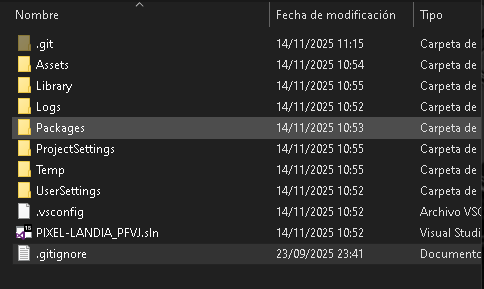 Nombre Fecha de modificación Tipo
.git 14/11/2025 11:15 Carpeta de
Assets 14/11/2025 10:54 Carpeta de
Library 14/11/2025 10:55 Carpeta de
Logs 14/11/2025 10:52 Carpeta de
Packages 14/11/2025 10:53 Carpeta de
ProjectSettings 14/11/2025 10:55 Carpeta de
Temp 14/11/2025 10:55 Carpeta de
UserSettings 14/11/2025 10:52 Carpeta de
.vsconfig 14/11/2025 10:52 Archivo VSC
PIXEL-LANDIA_PFVJ.sln 14/11/2025 10:52 Visual Studi
.gitignore 23/09/2025 23:41 Documento